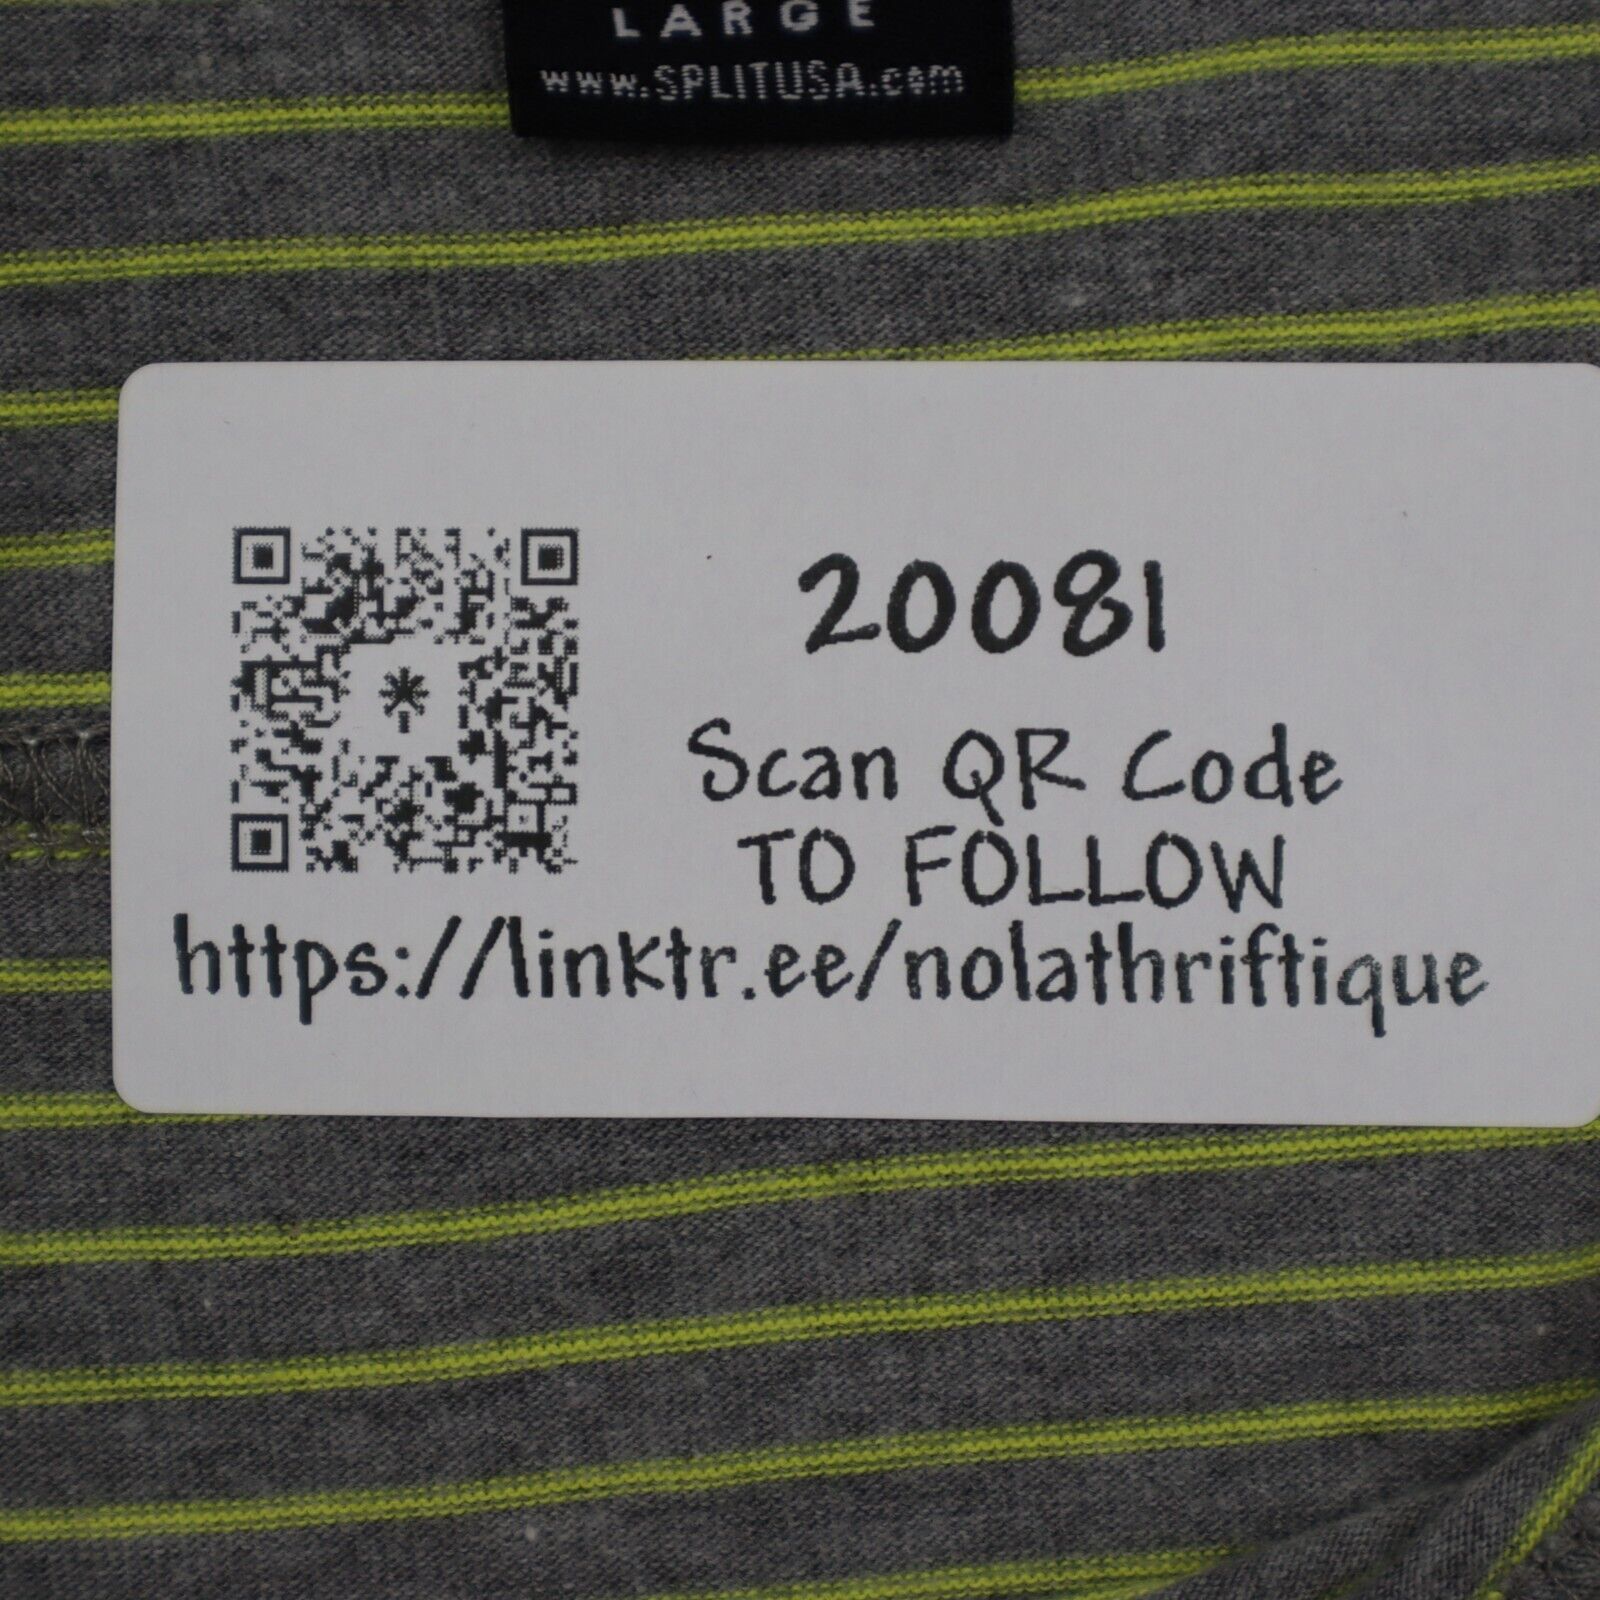 LARGE
www.SPLITUSA.com
20081
Scan QR Code
TO FOLLOW
https://linktr.ee/nolathriftique